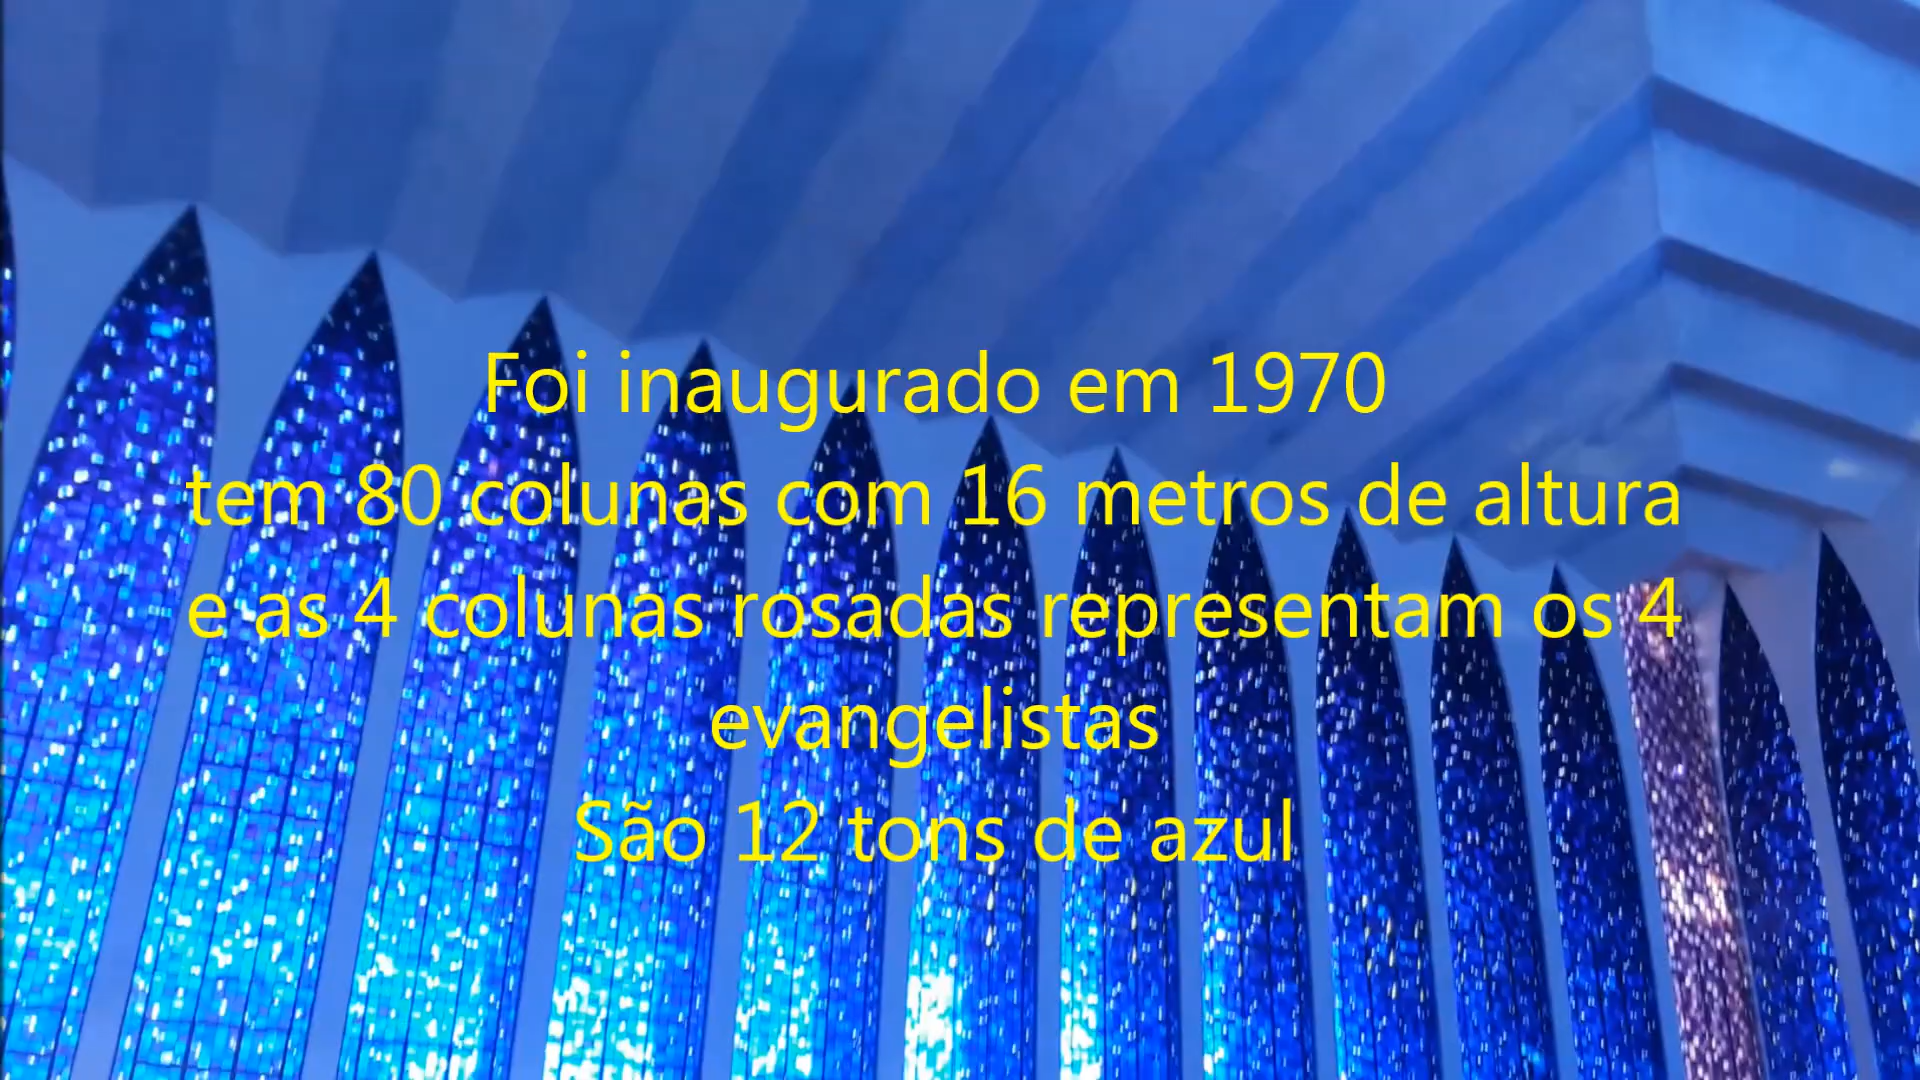 Foi inaugurado em 1970
tem 80 colunas com 16 metros de altura
e as 4 colunas rosadas representam os 4
evangelistas
São 12 tons de azul